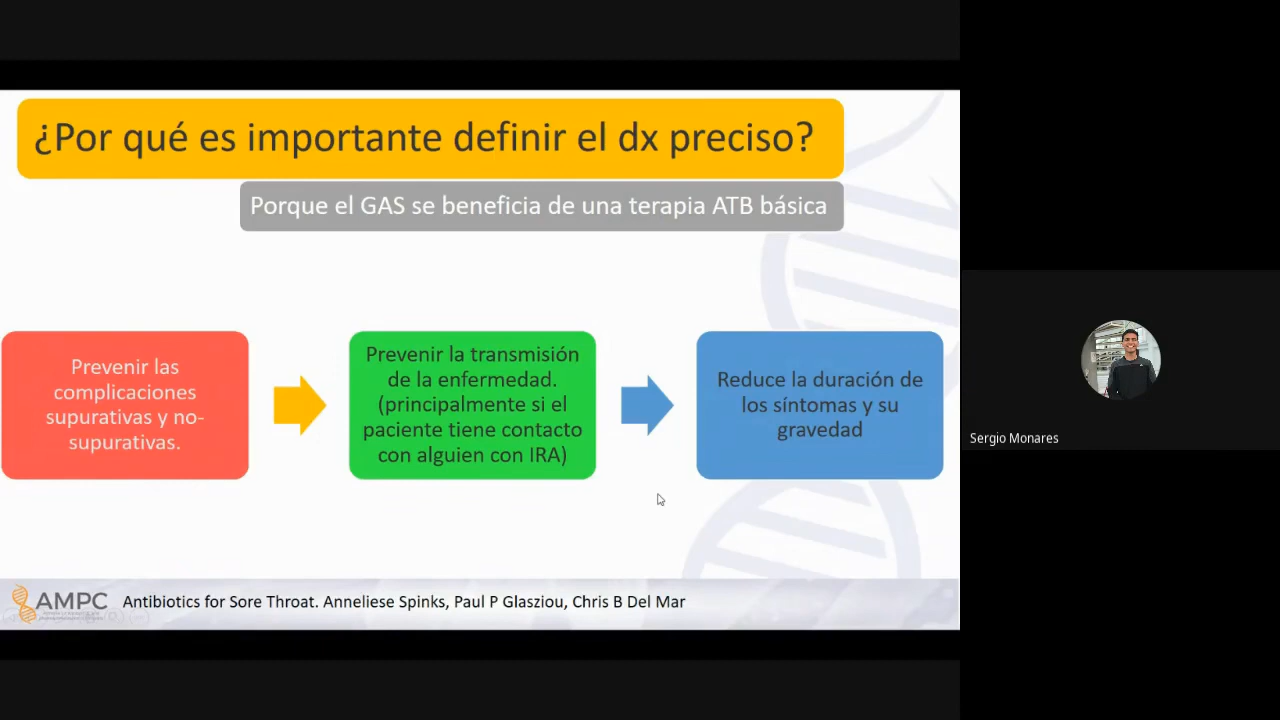 ¿Por qué es importante definir el dx preciso?
Porque el GAS se beneficia de una terapia ATB básica
Prevenir las
complicaciones
supurativas y no-
supurativas.
Prevenir la transmisión
de la enfermedad.
(principalmente si el
paciente tiene contacto
con alguien con IRA)
Reduce la duración de
los síntomas y su
gravedad
Sergio Monares
AMPC
Antibiotics for Sore Throat. Anneliese Spinks, Paul P Glasziou, Chris B Del Mar